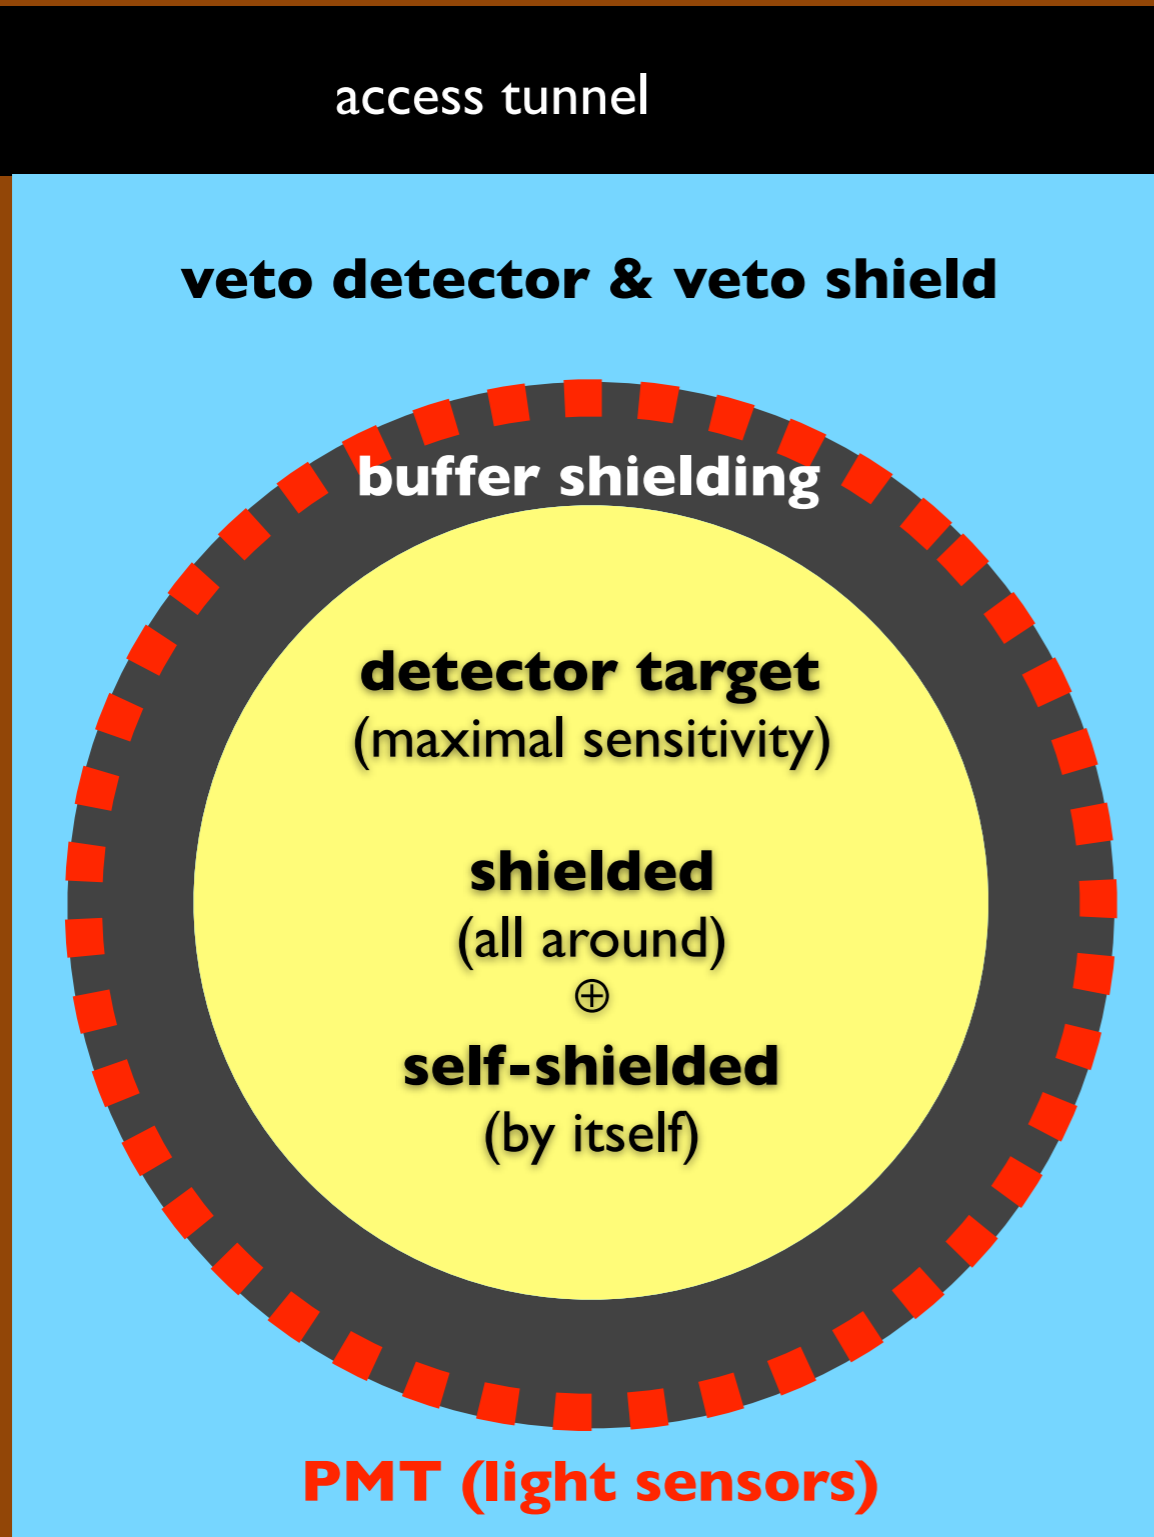 access tunnel
veto detector & veto shield
buffer shielding
detector target
(maximal sensitivity)
shielded
(all around)
⊕
self-shielded
(by itself)
PMT (light sensors)